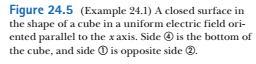 Figure 24.5 (Example 24.1) A closed surface in
the shape of a cube in a uniform electric field ori-
ented parallel to the x axis. Side ④ is the bottom of
the cube, and side ① is opposite side ②.